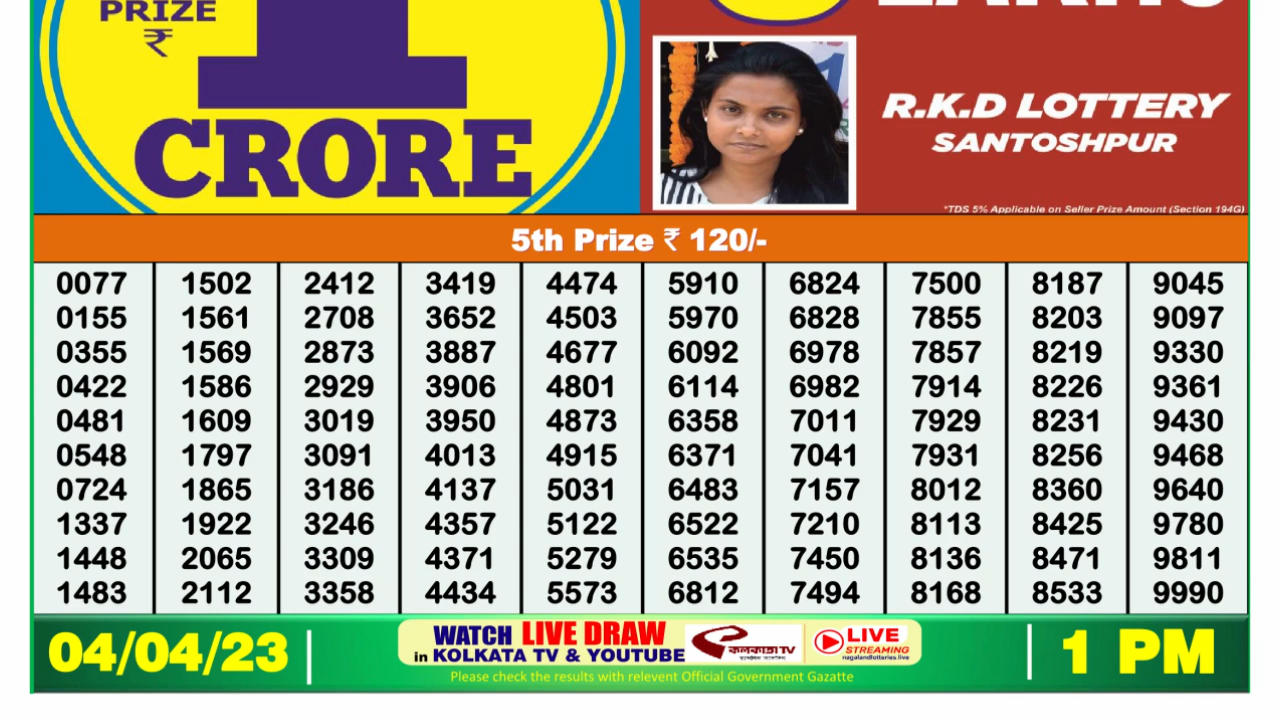 PRIZE
₹
1
CRORE
R.K.D LOTTERY
SANTOSHPUR
*TDS 5% Applicable on Seller Prize Amount (Section 194G)
5th Prize ₹ 120/-
0077 1502 2412 3419 4474 5910 6824 7500 8187 9045
0155 1561 2708 3652 4503 5970 6828 7855 8203 9097
0355 1569 2873 3887 4677 6092 6978 7857 8219 9330
0422 1586 2929 3906 4801 6114 6982 7914 8226 9361
0481 1609 3019 3950 4873 6358 7011 7929 8231 9430
0548 1797 3091 4013 4915 6371 7041 7931 8256 9468
0724 1865 3186 4137 5031 6483 7157 8012 8360 9640
1337 1922 3246 4357 5122 6522 7210 8113 8425 9780
1448 2065 3309 4371 5279 6535 7450 8136 8471 9811
1483 2112 3358 4434 5573 6812 7494 8168 8533 9990
04/04/23
WATCH LIVE DRAW
in KOLKATA TV & YOUTUBE
কলকাতা TV
LIVE
STREAMING
nagalandlotteries.live
Please check the results with relevent Official Government Gazatte
1 PM